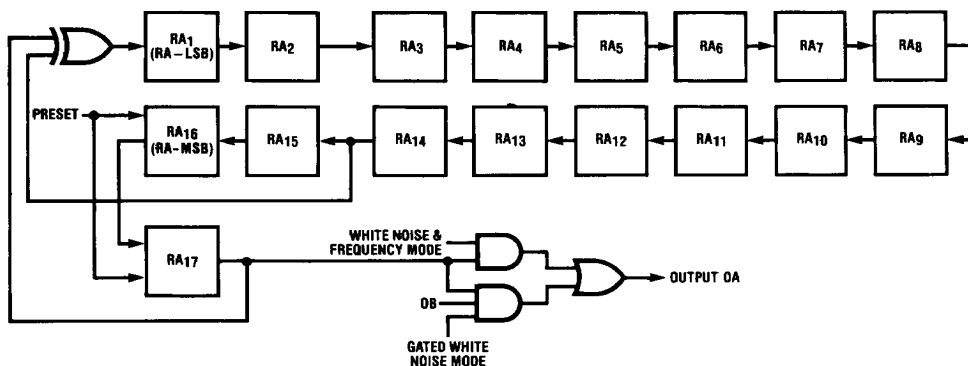 RA1
(RA-LSB)
RA2
RA3
RA4
RA5
RA6
RA7
RA8
PRESET
RA16
(RA-MSB)
RA15
RA14
RA13
RA12
RA11
RA10
RA9
RA17
WHITE NOISE &
FREQUENCY MODE
OUTPUT OA
OB
GATED WHITE
NOISE MODE